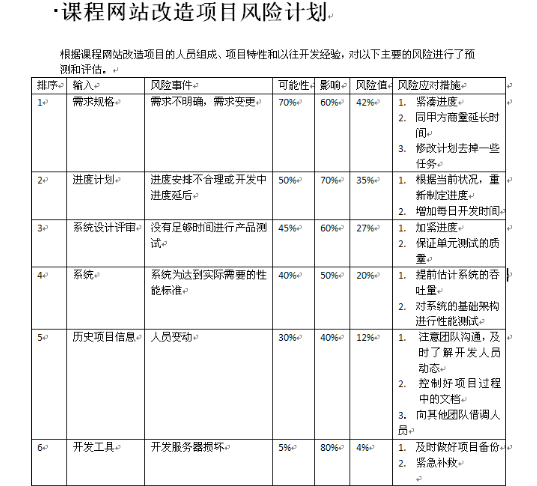 ·课程网站改造项目风险计划
根据课程网站改造项目的人员组成、项目特性和以往开发经验，对以下主要的风险进行了预
测和评估。
排序 输入 风险事件 可能性 影响 风险值 风险应对措施
1 需求规格 需求不明确，需求变更 70% 60% 42% 1. 紧凑进度
2. 同甲方商量延长时
间
3. 修改计划去掉一些
任务
2 进度计划 进度安排不合理或开发中 50% 70% 35% 1. 根据当前状况，重
进度延后 新制定进度
2. 增加每日开发时间
3 系统设计评审 没有足够时间进行产品测 45% 60% 27% 1. 加紧进度
试 2. 保证单元测试的质
量
4 系统 系统为达到实际需要的性 40% 50% 20% 1. 提前估计系统的吞
能标准 吐量
2. 对系统的基础架构
进行性能测试
5 历史项目信息 人员变动 30% 40% 12% 1. 注意团队沟通，及
时了解开发人员
动态
2. 控制好项目过程
中的文档
3. 向其他团队借调人
员
6 开发工具 开发服务器损坏 5% 80% 4% 1. 及时做好项目备份
2. 紧急补救